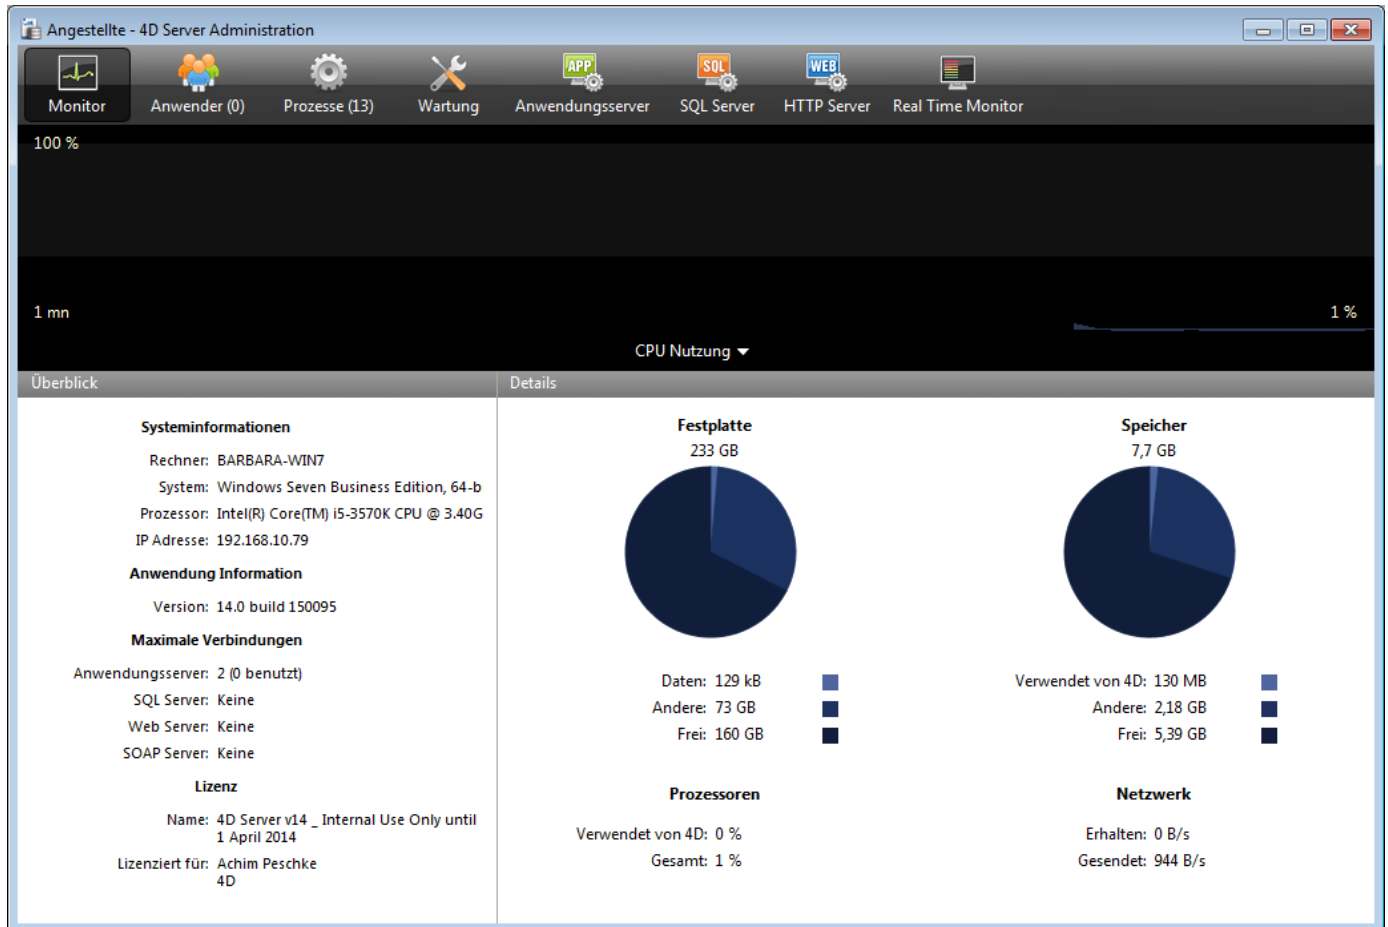 Angestellte - 4D Server Administration
Monitor
Anwender (0)
Prozesse (13)
Wartung
APP
Anwendungsserver
SQL
SQL Server
WEB
HTTP Server
Real Time Monitor
100 %
1 mn
1 %
CPU Nutzung
Überblick
Systeminformationen
Rechner: BARBARA-WIN7
System: Windows Seven Business Edition, 64-b
Prozessor: Intel(R) Core(TM) i5-3570K CPU @ 3.40G
IP Adresse: 192.168.10.79
Anwendung Information
Version: 14.0 build 150095
Maximale Verbindungen
Anwendungsserver: 2 (0 benutzt)
SQL Server: Keine
Web Server: Keine
SOAP Server: Keine
Lizenz
Name: 4D Server v14 _ Internal Use Only until
1 April 2014
Lizenziert für: Achim Peschke
4D
Details
Festplatte
233 GB
Daten: 129 kB
Andere: 73 GB
Frei: 160 GB
Speicher
7,7 GB
Verwendet von 4D: 130 MB
Andere: 2,18 GB
Frei: 5,39 GB
Prozessoren
Verwendet von 4D: 0 %
Gesamt: 1 %
Netzwerk
Erhalten: 0 B/s
Gesendet: 944 B/s